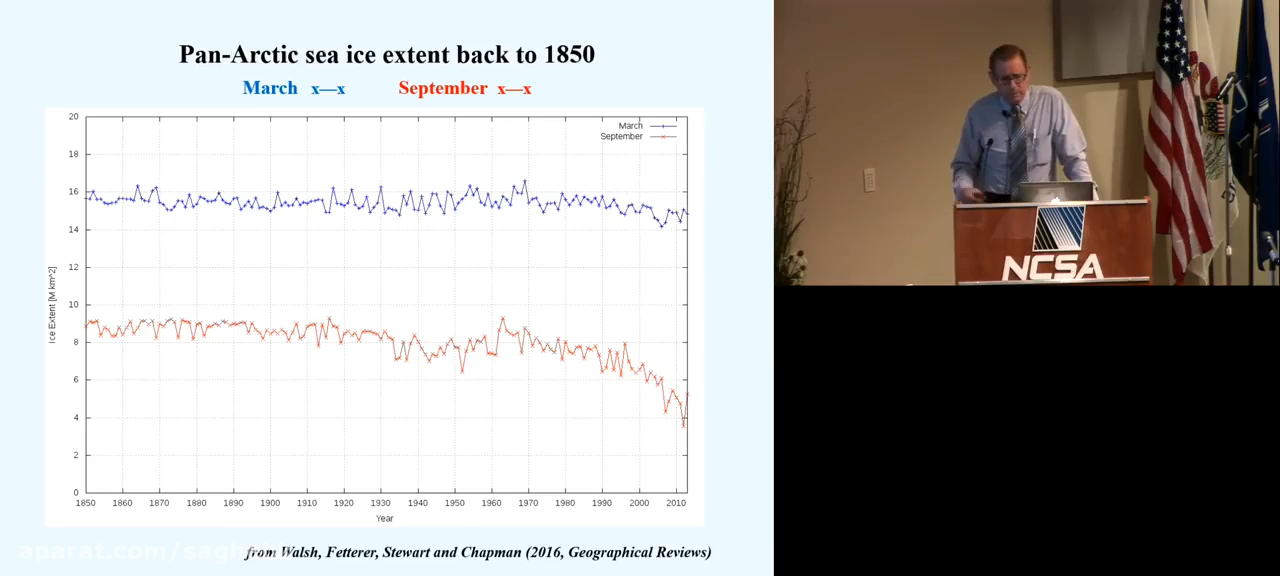 Pan-Arctic sea ice extent back to 1850
March x—x September x—x
March
September
20
18
16
14
12
10
8
6
4
2
0
Ice Extent [M km^2]
1850 1860 1870 1880 1890 1900 1910 1920 1930 1940 1950 1960 1970 1980 1990 2000 2010
Year
from Walsh, Fetterer, Stewart and Chapman (2016, Geographical Reviews)
NCSA